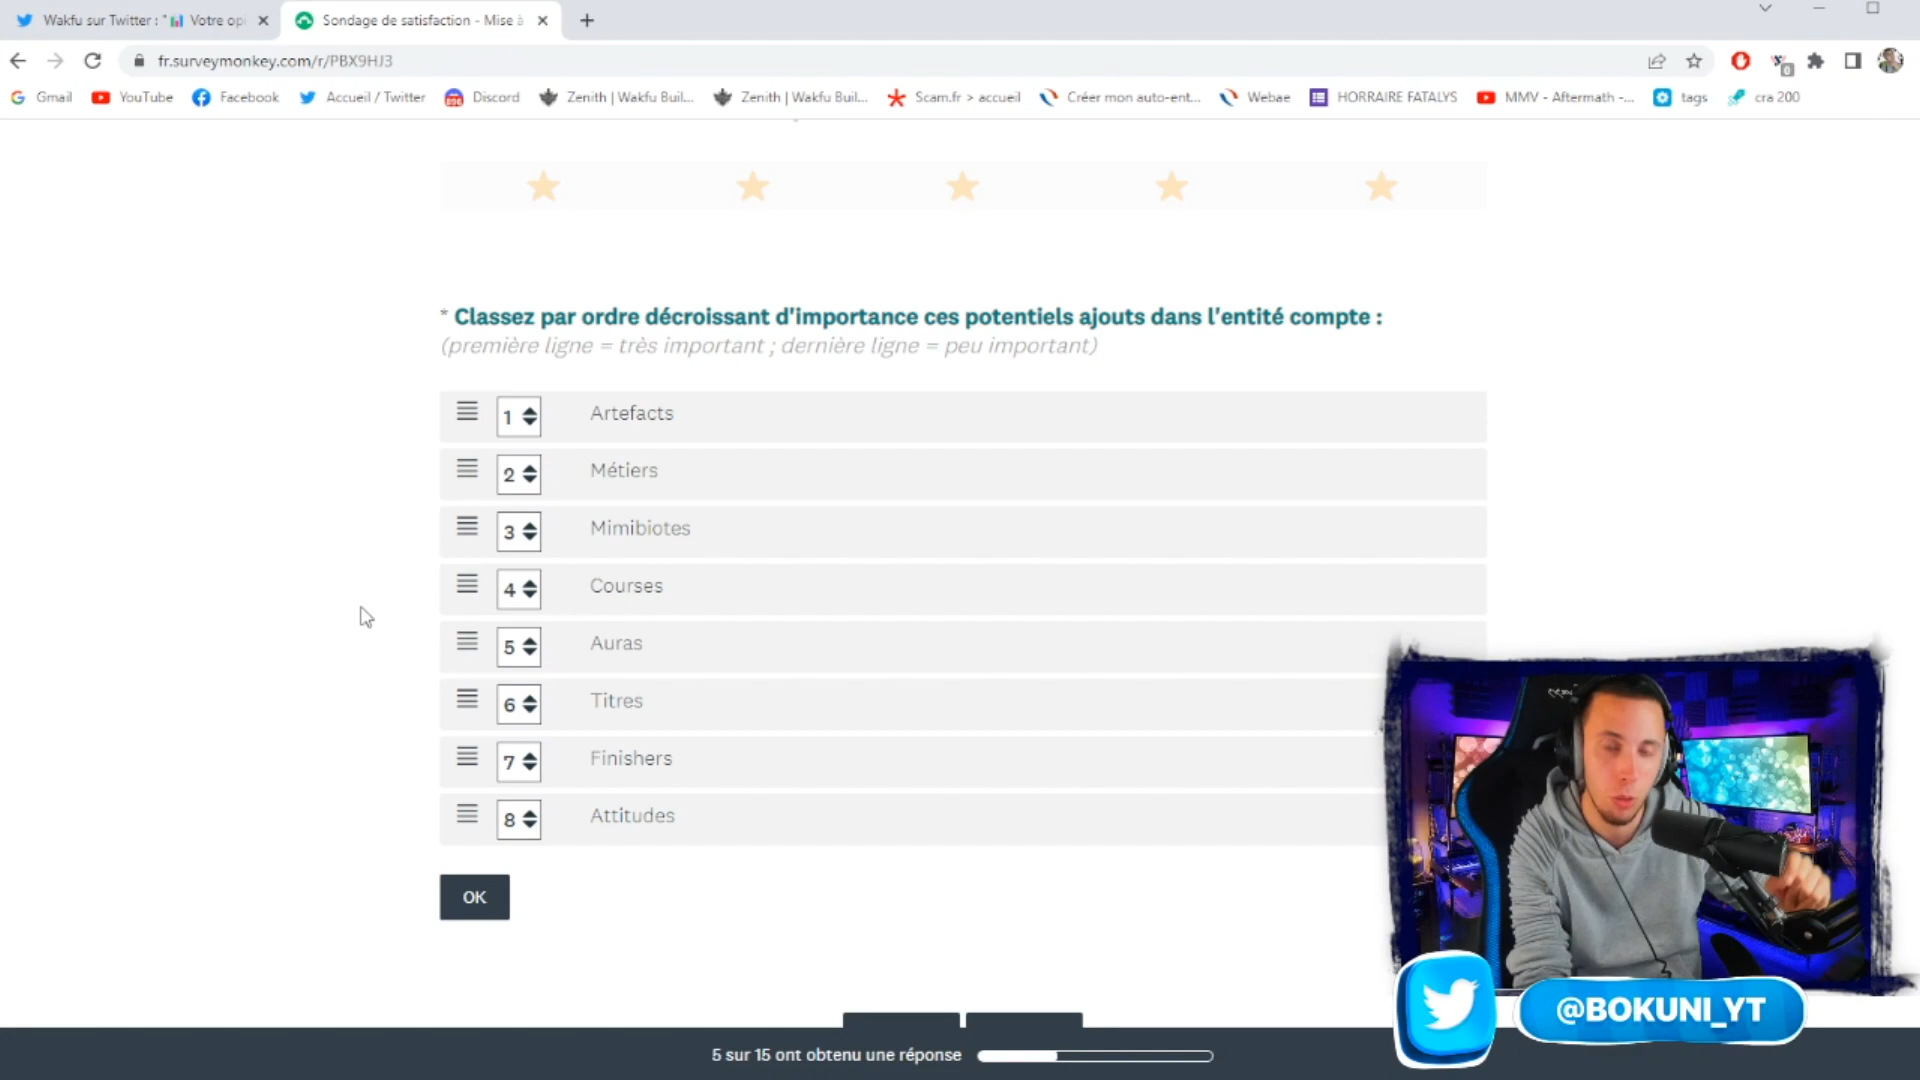 Wakfu sur Twitter : " Votre opi
Sondage de satisfaction - Mise à
fr.surveymonkey.com/r/PBX9HJ3
0
Gmail
YouTube
Facebook
Accueil / Twitter
Discord
Zenith | Wakfu Buil...
Zenith | Wakfu Buil...
Scam.fr > accueil
Créer mon auto-ent...
Webae
HORRAIRE FATALYS
MMV - Aftermath -...
tags
cra 200
* Classez par ordre décroissant d'importance ces potentiels ajouts dans l'entité compte :
(première ligne = très important ; dernière ligne = peu important)
1 Artefacts
2 Métiers
3 Mimibiotes
4 Courses
5 Auras
6 Titres
7 Finishers
8 Attitudes
OK
5 sur 15 ont obtenu une réponse
@BOKUNI_YT